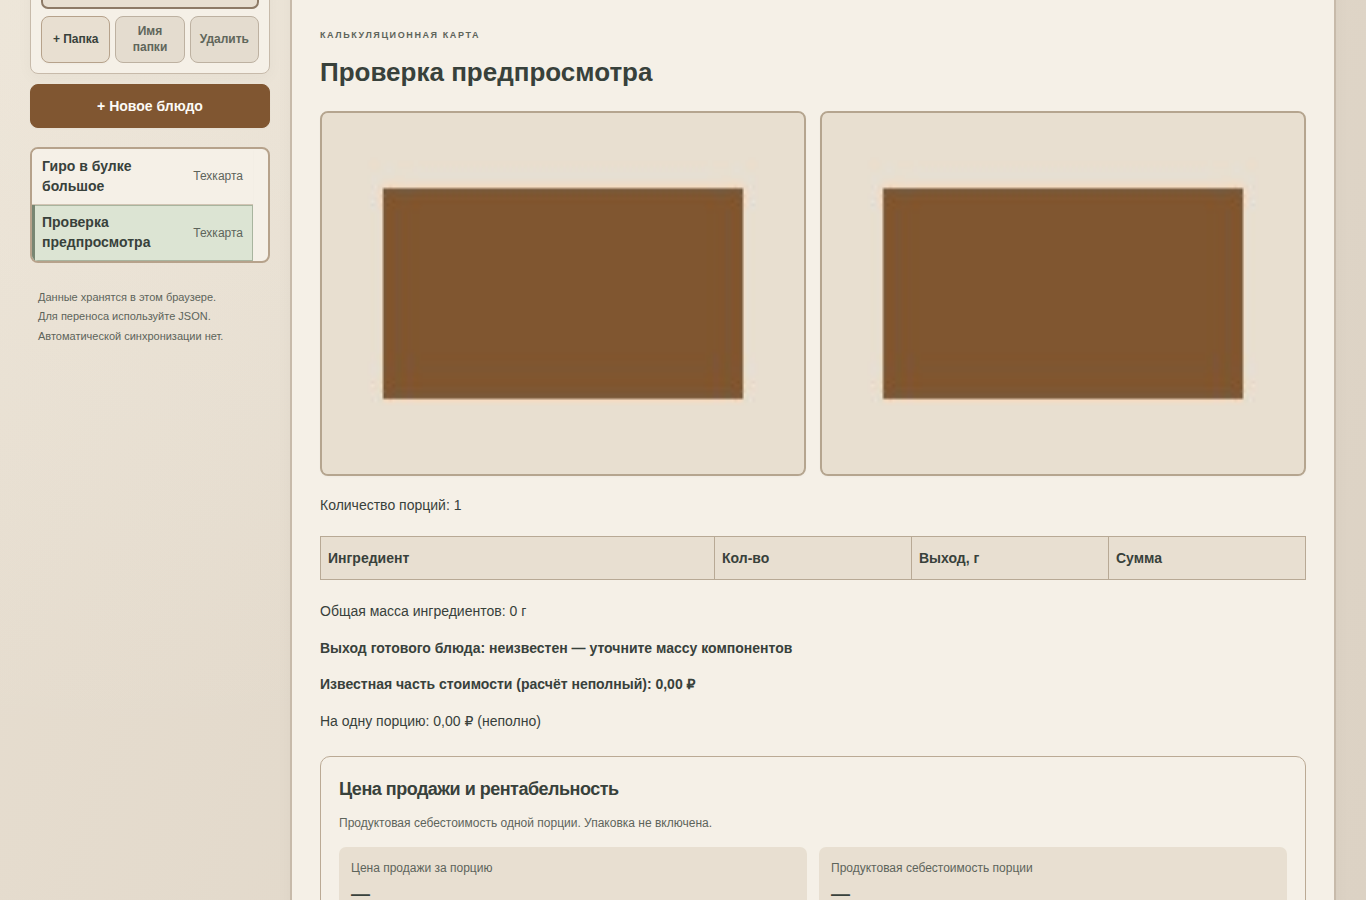 + Папка
Имя
папки
Удалить
+ Новое блюдо
Гиро в булке
большое
Техкарта
Проверка
предпросмотра
Техкарта
Данные хранятся в этом браузере.
Для переноса используйте JSON.
Автоматической синхронизации нет.
КАЛЬКУЛЯЦИОННАЯ КАРТА
Проверка предпросмотра
Количество порций: 1
Ингредиент
Кол-во
Выход, г
Сумма
Общая масса ингредиентов: 0 г
Выход готового блюда: неизвестен — уточните массу компонентов
Известная часть стоимости (расчёт неполный): 0,00 ₽
На одну порцию: 0,00 ₽ (неполно)
Цена продажи и рентабельность
Продуктовая себестоимость одной порции. Упаковка не включена.
Цена продажи за порцию
—
Продуктовая себестоимость порции
—